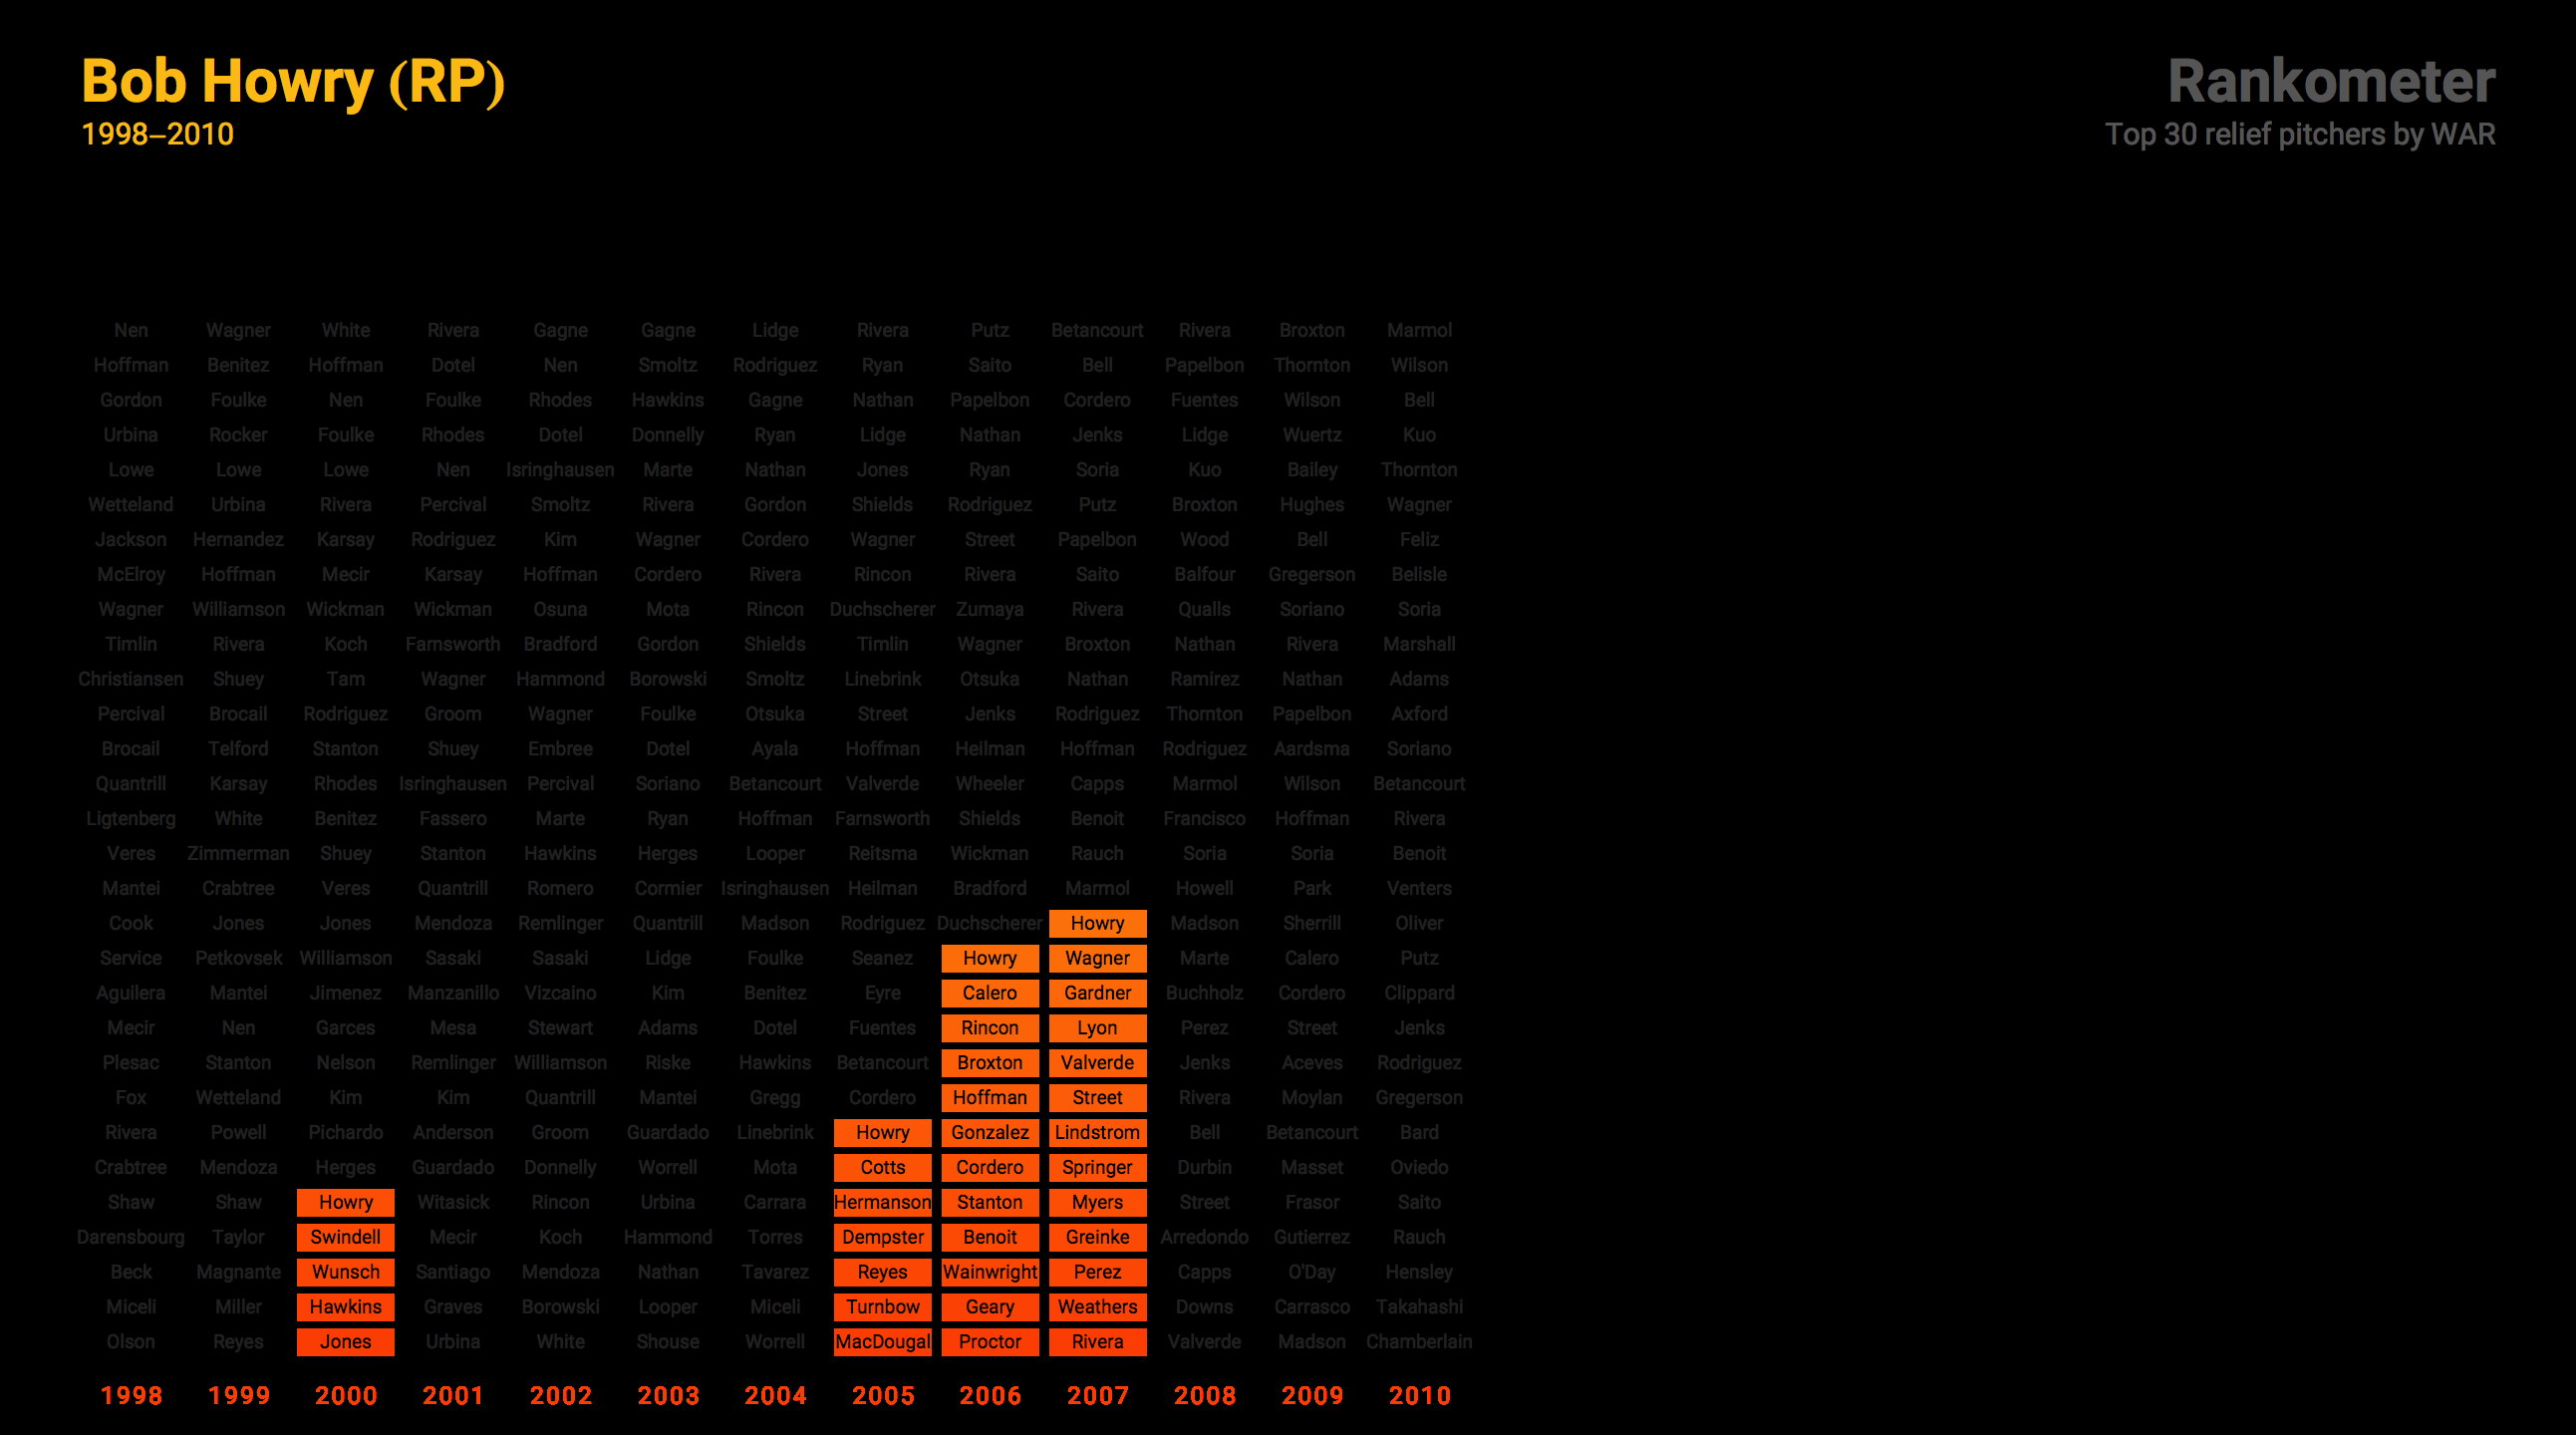 Bob Howry (RP)
1998–2010
Rankometer
Top 30 relief pitchers by WAR
Nen Wagner White Rivera Gagne Gagne Lidge Rivera Putz Betancourt Rivera Broxton Marmol
Hoffman Benitez Hoffman Dotel Nen Smoltz Rodriguez Ryan Saito Bell Papelbon Thornton Wilson
Gordon Foulke Nen Foulke Rhodes Hawkins Gagne Nathan Papelbon Cordero Fuentes Wilson Bell
Urbina Rocker Foulke Rhodes Dotel Donnelly Ryan Lidge Nathan Jenks Lidge Wuertz Kuo
Lowe Lowe Lowe Nen Isringhausen Marte Nathan Jones Ryan Soria Kuo Bailey Thornton
Wetteland Urbina Rivera Percival Smoltz Rivera Gordon Shields Rodriguez Putz Broxton Hughes Wagner
Jackson Hernandez Karsay Rodriguez Kim Wagner Cordero Wagner Street Papelbon Wood Bell Feliz
McElroy Hoffman Mecir Karsay Hoffman Cordero Rivera Rincon Rivera Saito Balfour Gregerson Belisle
Wagner Williamson Wickman Wickman Osuna Mota Rincon Duchscherer Zumaya Rivera Qualls Soriano Soria
Timlin Rivera Koch Farnsworth Bradford Gordon Shields Timlin Wagner Broxton Nathan Rivera Marshall
Christiansen Shuey Tam Wagner Hammond Borowski Smoltz Linebrink Otsuka Nathan Ramirez Nathan Adams
Percival Brocail Rodriguez Groom Wagner Foulke Otsuka Street Jenks Rodriguez Thornton Papelbon Axford
Brocail Telford Stanton Shuey Embree Dotel Ayala Hoffman Heilman Hoffman Rodriguez Aardsma Soriano
Quantrill Karsay Rhodes Isringhausen Percival Soriano Betancourt Valverde Wheeler Capps Marmol Wilson Betancourt
Ligtenberg White Benitez Fassero Marte Ryan Hoffman Farnsworth Shields Benoit Francisco Hoffman Rivera
Veres Zimmerman Shuey Stanton Hawkins Herges Looper Reitsma Wickman Rauch Soria Soria Benoit
Mantei Crabtree Veres Quantrill Romero Cormier Isringhausen Heilman Bradford Marmol Howell Park Venters
Cook Jones Jones Mendoza Remlinger Quantrill Madson Rodriguez Duchscherer Howry Madson Sherrill Oliver
Service Petkovsek Williamson Sasaki Sasaki Lidge Foulke Seanez Howry Wagner Marte Calero Putz
Aguilera Mantei Jimenez Manzanillo Vizcaino Kim Benitez Eyre Calero Gardner Buchholz Cordero Clippard
Mecir Nen Garces Mesa Stewart Adams Dotel Fuentes Rincon Lyon Perez Street Jenks
Plesac Stanton Nelson Remlinger Williamson Riske Hawkins Betancourt Broxton Valverde Jenks Aceves Rodriguez
Fox Wetteland Kim Kim Quantrill Mantei Gregg Cordero Hoffman Street Rivera Moylan Gregerson
Rivera Powell Pichardo Anderson Groom Guardado Linebrink Howry Gonzalez Lindstrom Bell Betancourt Bard
Crabtree Mendoza Herges Guardado Donnelly Worrell Mota Cotts Cordero Springer Durbin Masset Oviedo
Shaw Shaw Howry Witasick Rincon Urbina Carrara Hermanson Stanton Myers Street Frasor Saito
Darensbourg Taylor Swindell Mecir Koch Hammond Torres Dempster Benoit Greinke Arredondo Gutierrez Rauch
Beck Magnante Wunsch Santiago Mendoza Nathan Tavarez Reyes Wainwright Perez Capps O'Day Hensley
Miceli Miller Hawkins Graves Borowski Looper Miceli Turnbow Geary Weathers Downs Carrasco Takahashi
Olson Reyes Jones Urbina White Shouse Worrell MacDougal Proctor Rivera Valverde Madson Chamberlain
1998 1999 2000 2001 2002 2003 2004 2005 2006 2007 2008 2009 2010